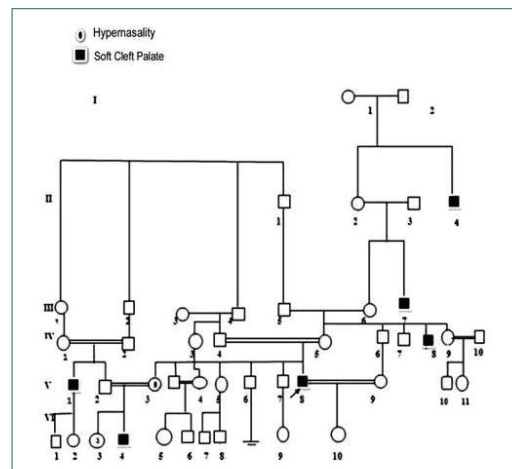 Hypernasality
Soft Cleft Palate
I
1 2
II
1 2 3 4
III
2 3 4 5 6 7
IV
1 2 3 4 5 6 7 8 9 10
V
1 2 3 4 6 7 8 9 10 11
VI
1 2 3 4 5 6 7 8 9 10